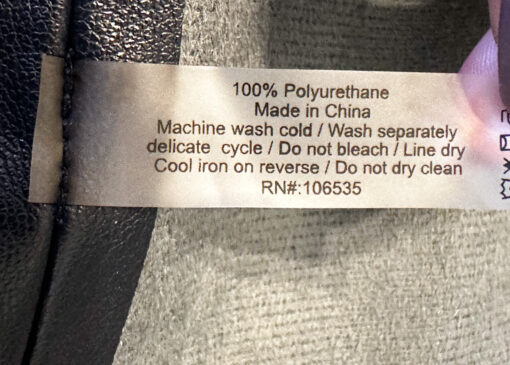 100% Polyurethane
Made in China
Machine wash cold / Wash separately
delicate cycle / Do not bleach / Line dry
Cool iron on reverse / Do not dry clean
RN#:106535